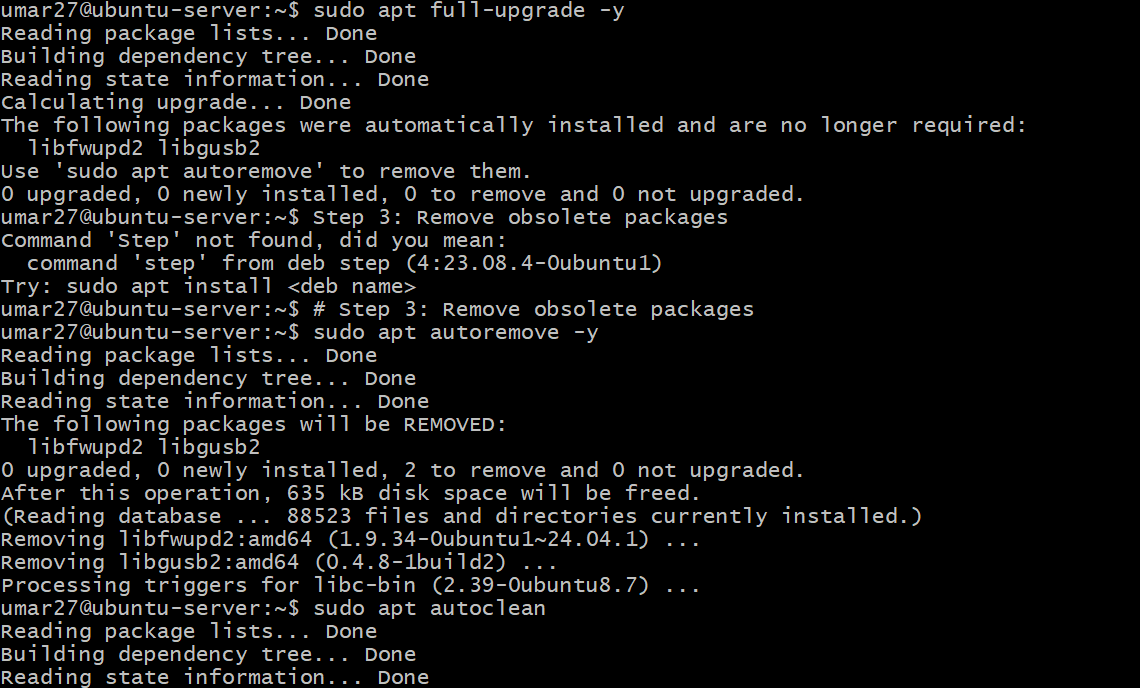 umar27@ubuntu-server:~$ sudo apt full-upgrade -y
Reading package lists... Done
Building dependency tree... Done
Reading state information... Done
Calculating upgrade... Done
The following packages were automatically installed and are no longer required:
  libfwupd2 libgusb2
Use 'sudo apt autoremove' to remove them.
0 upgraded, 0 newly installed, 0 to remove and 0 not upgraded.
umar27@ubuntu-server:~$ Step 3: Remove obsolete packages
Command 'Step' not found, did you mean:
  command 'step' from deb step (4:23.08.4-0ubuntu1)
Try: sudo apt install <deb name>
umar27@ubuntu-server:~$ # Step 3: Remove obsolete packages
umar27@ubuntu-server:~$ sudo apt autoremove -y
Reading package lists... Done
Building dependency tree... Done
Reading state information... Done
The following packages will be REMOVED:
  libfwupd2 libgusb2
0 upgraded, 0 newly installed, 2 to remove and 0 not upgraded.
After this operation, 635 kB disk space will be freed.
(Reading database ... 88523 files and directories currently installed.)
Removing libfwupd2:amd64 (1.9.34-0ubuntu1~24.04.1) ...
Removing libgusb2:amd64 (0.4.8-1build2) ...
Processing triggers for libc-bin (2.39-0ubuntu8.7) ...
umar27@ubuntu-server:~$ sudo apt autoclean
Reading package lists... Done
Building dependency tree... Done
Reading state information... Done